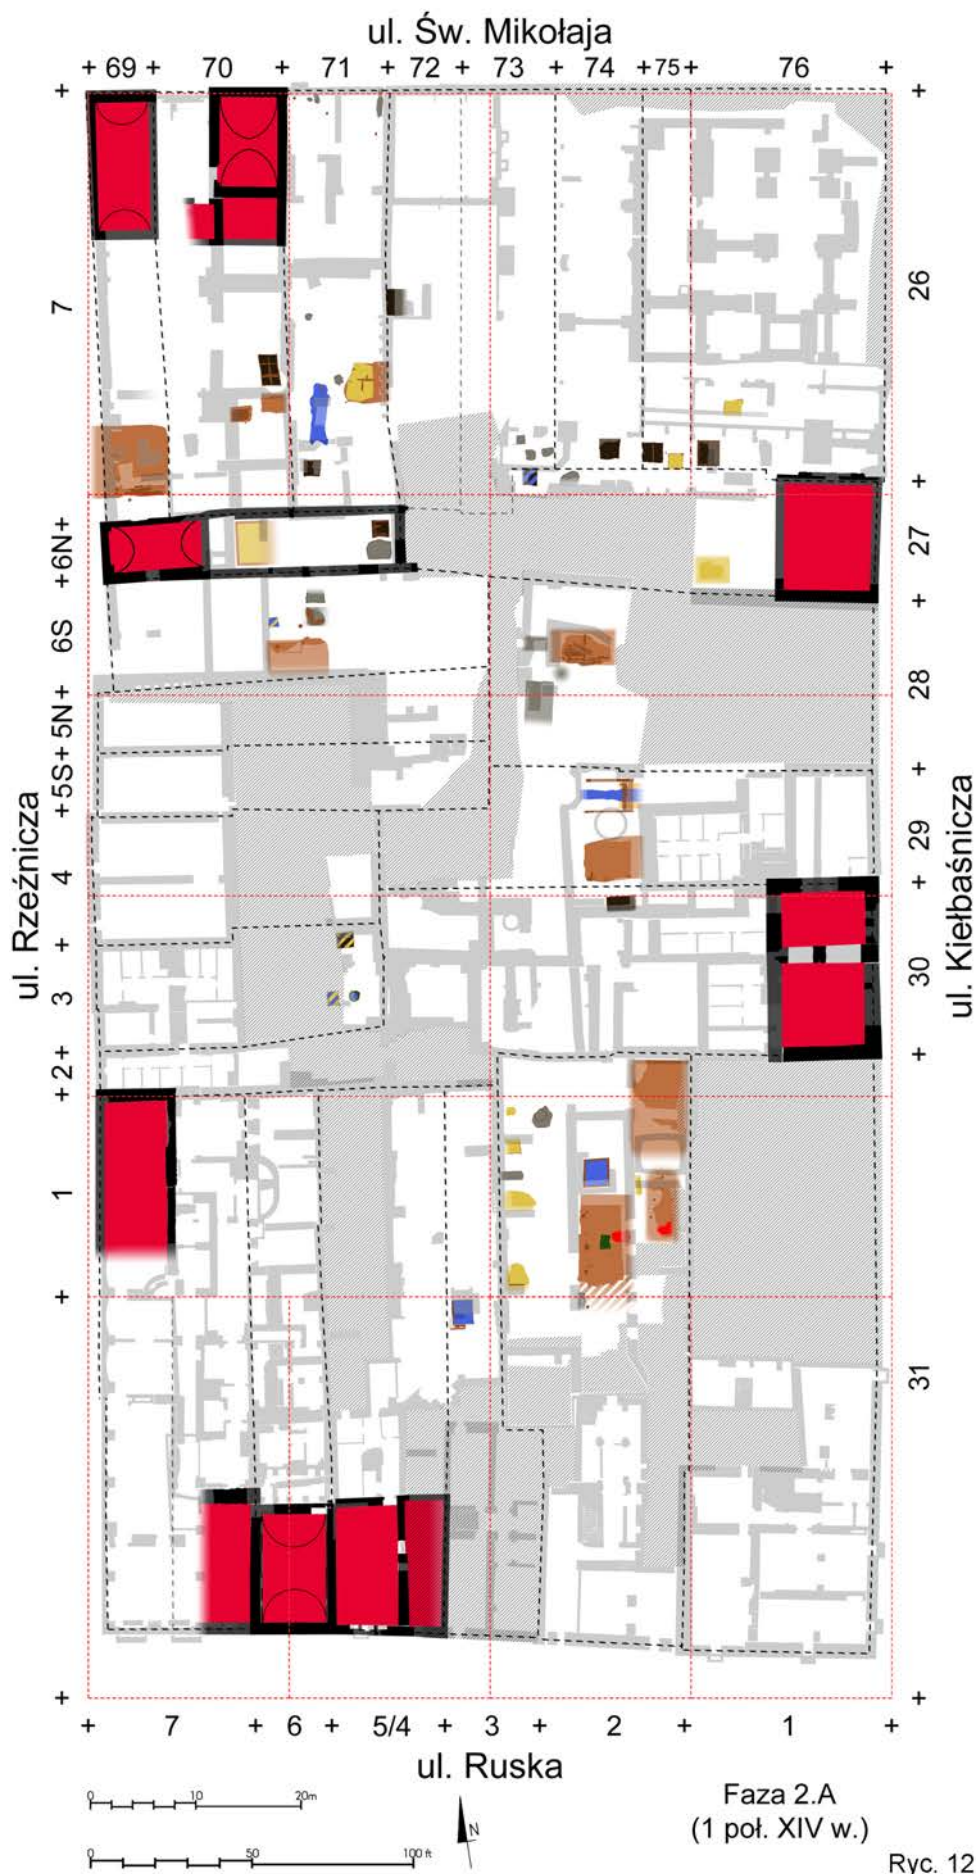 ul. Św. Mikołaja
+ 69 + 70 + 71 + 72 + 73 + 74 + 75 + 76 +
+ 7 + 6N + 6S + 5N + 5S + 4 + 3 + 2 + 1 + +
ul. Rzeźnicza
+ 26 + 27 + 28 + 29 + 30 + 31 +
ul. Kiełbaśnicza
+ 7 + 6 + 5/4 + 3 + 2 + 1 +
ul. Ruska
0 10 20m
0 50 100 ft
N
Faza 2.A
(1 poł. XIV w.)
Ryc. 12